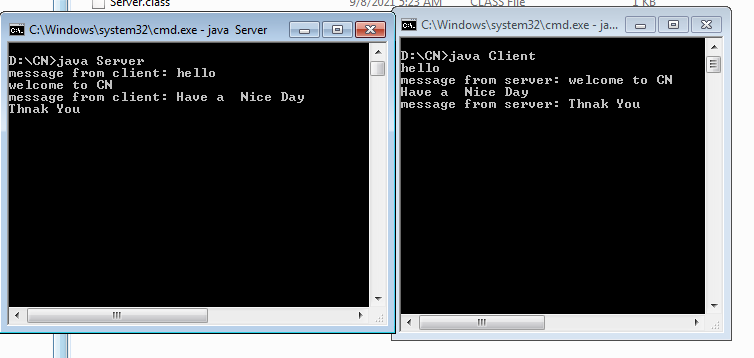 Server.class 9/8/2021 5:23 AM CLASS File 1 KB
C:\Windows\system32\cmd.exe - java  Server
D:\CN>java Server
message from client: hello
welcome to CN
message from client: Have a  Nice Day
Thnak You
C:\Windows\system32\cmd.exe - ja...
D:\CN>java Client
hello
message from server: welcome to CN
Have a  Nice Day
message from server: Thnak You